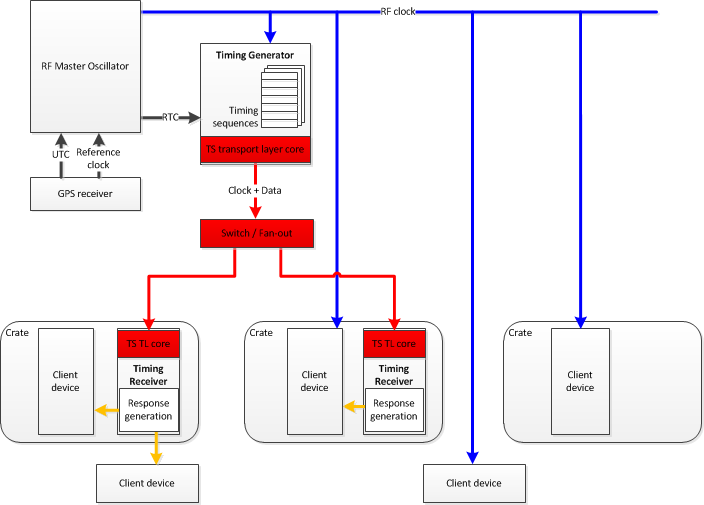 RF clock
RF Master Oscillator
Timing Generator
Timing
sequences
RTC
TS transport layer core
UTC
Reference
clock
GPS receiver
Clock + Data
Switch / Fan-out
Crate
Client
device
TS TL core
Timing
Receiver
Response
generation
Client device
Crate
Client
device
TS TL core
Timing
Receiver
Response
generation
Client device
Crate
Client
device